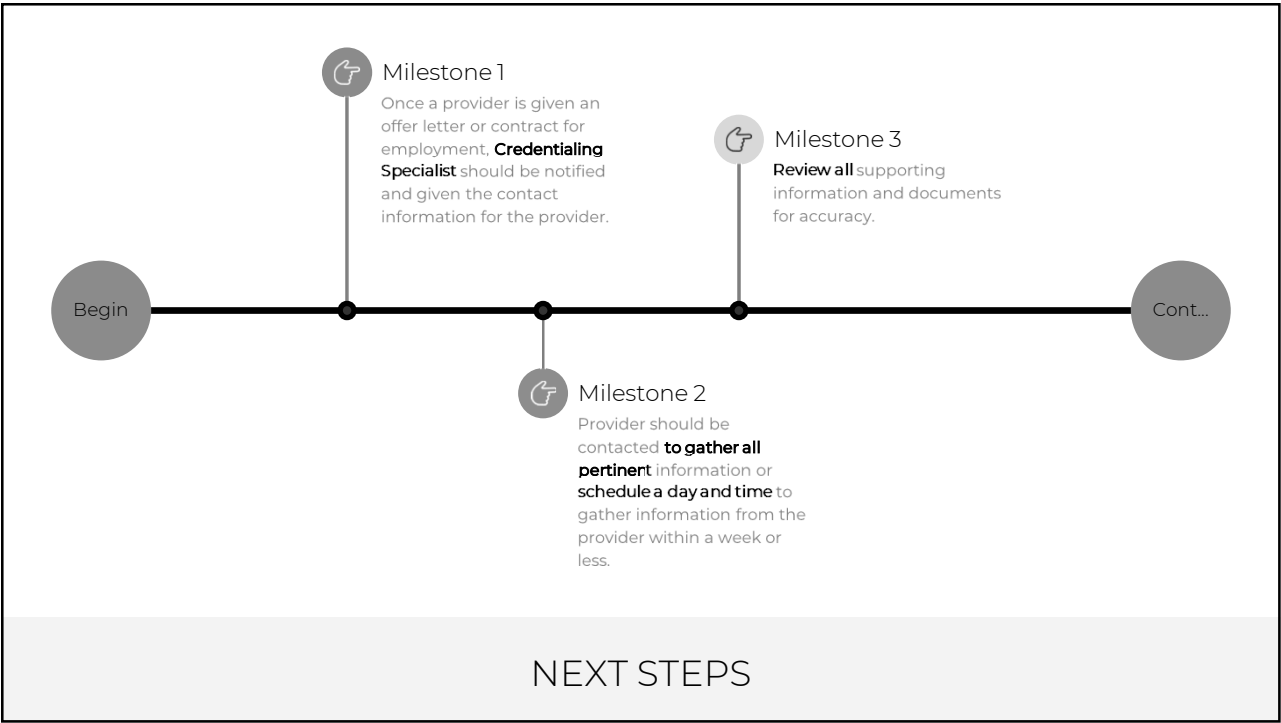 Milestone 1
Once a provider is given an
offer letter or contract for
employment, Credentialing
Specialist should be notified
and given the contact
information for the provider.
Milestone 3
Review all supporting
information and documents
for accuracy.
Begin
Cont...
Milestone 2
Provider should be
contacted to gather all
pertinent information or
schedule a day and time to
gather information from the
provider within a week or
less.
NEXT STEPS